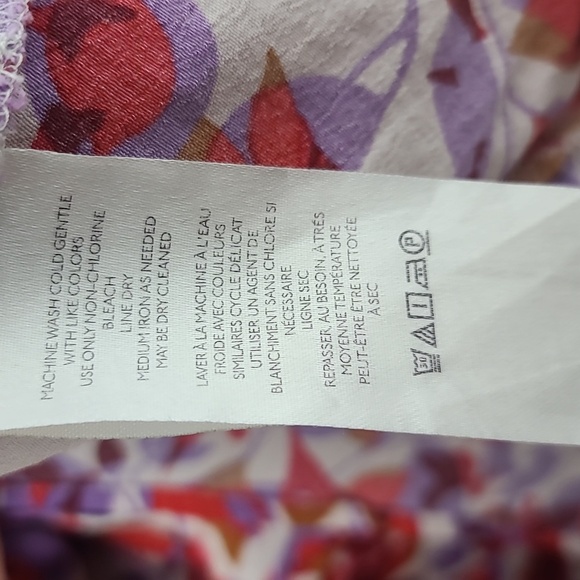 MACHINE WASH COLD GENTLE
WITH LIKE COLORS
USE ONLY NON-CHLORINE
BLEACH
LINE DRY
MEDIUM IRON AS NEEDED
MAY BE DRY CLEANED
LAVER À LA MACHINE À L'EAU
FROIDE AVEC COULEURS
SIMILAIRES CYCLE DÉLICAT
UTILISER UN AGENT DE
BLANCHIMENT SANS CHLORE SI
NÉCESSAIRE
LIGNE SEC
REPASSER, AU BESOIN, À TRÈS
MOYENNE TEMPERATURE
PEUT-ÊTRE ÊTRE NETTOYÉE
À SEC
30 P